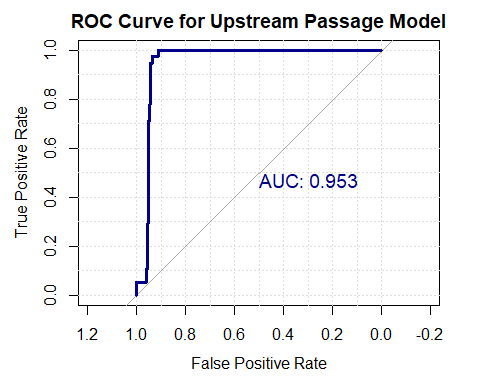 ROC Curve for Upstream Passage Model
True Positive Rate
1.0
0.8
0.6
0.4
0.2
0.0
AUC: 0.953
1.2 1.0 0.8 0.6 0.4 0.2 0.0 -0.2
False Positive Rate